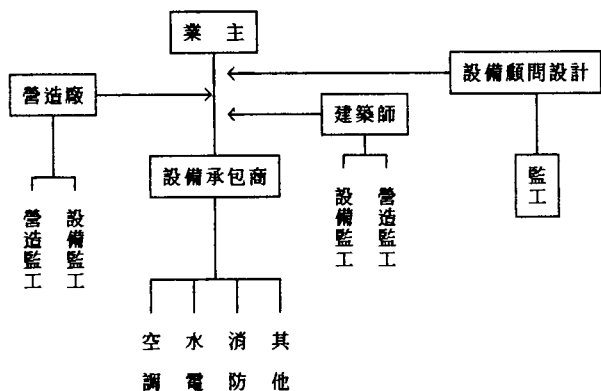 業主
設備顧問設計
營造廠
建築師
監工
設備承包商
營造監工
設備監工
設備監工
營造監工
空調
水電
消防
其他